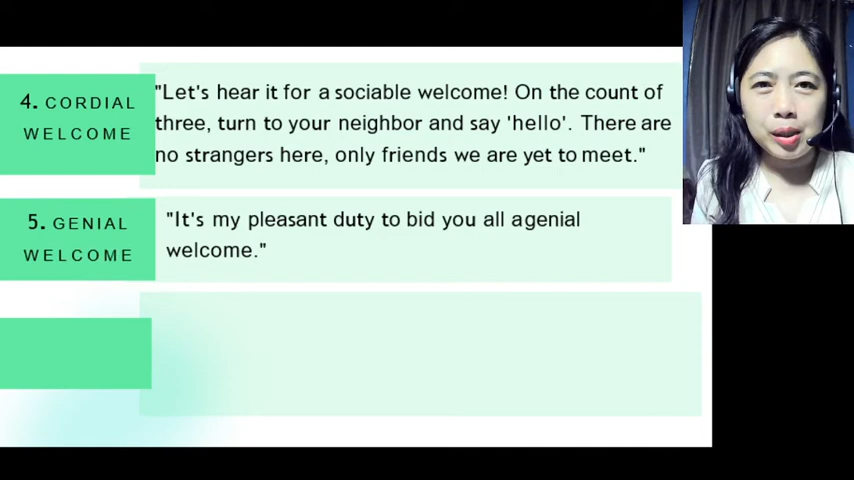 4. CORDIAL
WELCOME
"Let's hear it for a sociable welcome! On the count of
three, turn to your neighbor and say 'hello'. There are
no strangers here, only friends we are yet to meet."
5. GENIAL
WELCOME
"It's my pleasant duty to bid you all agenial
welcome."